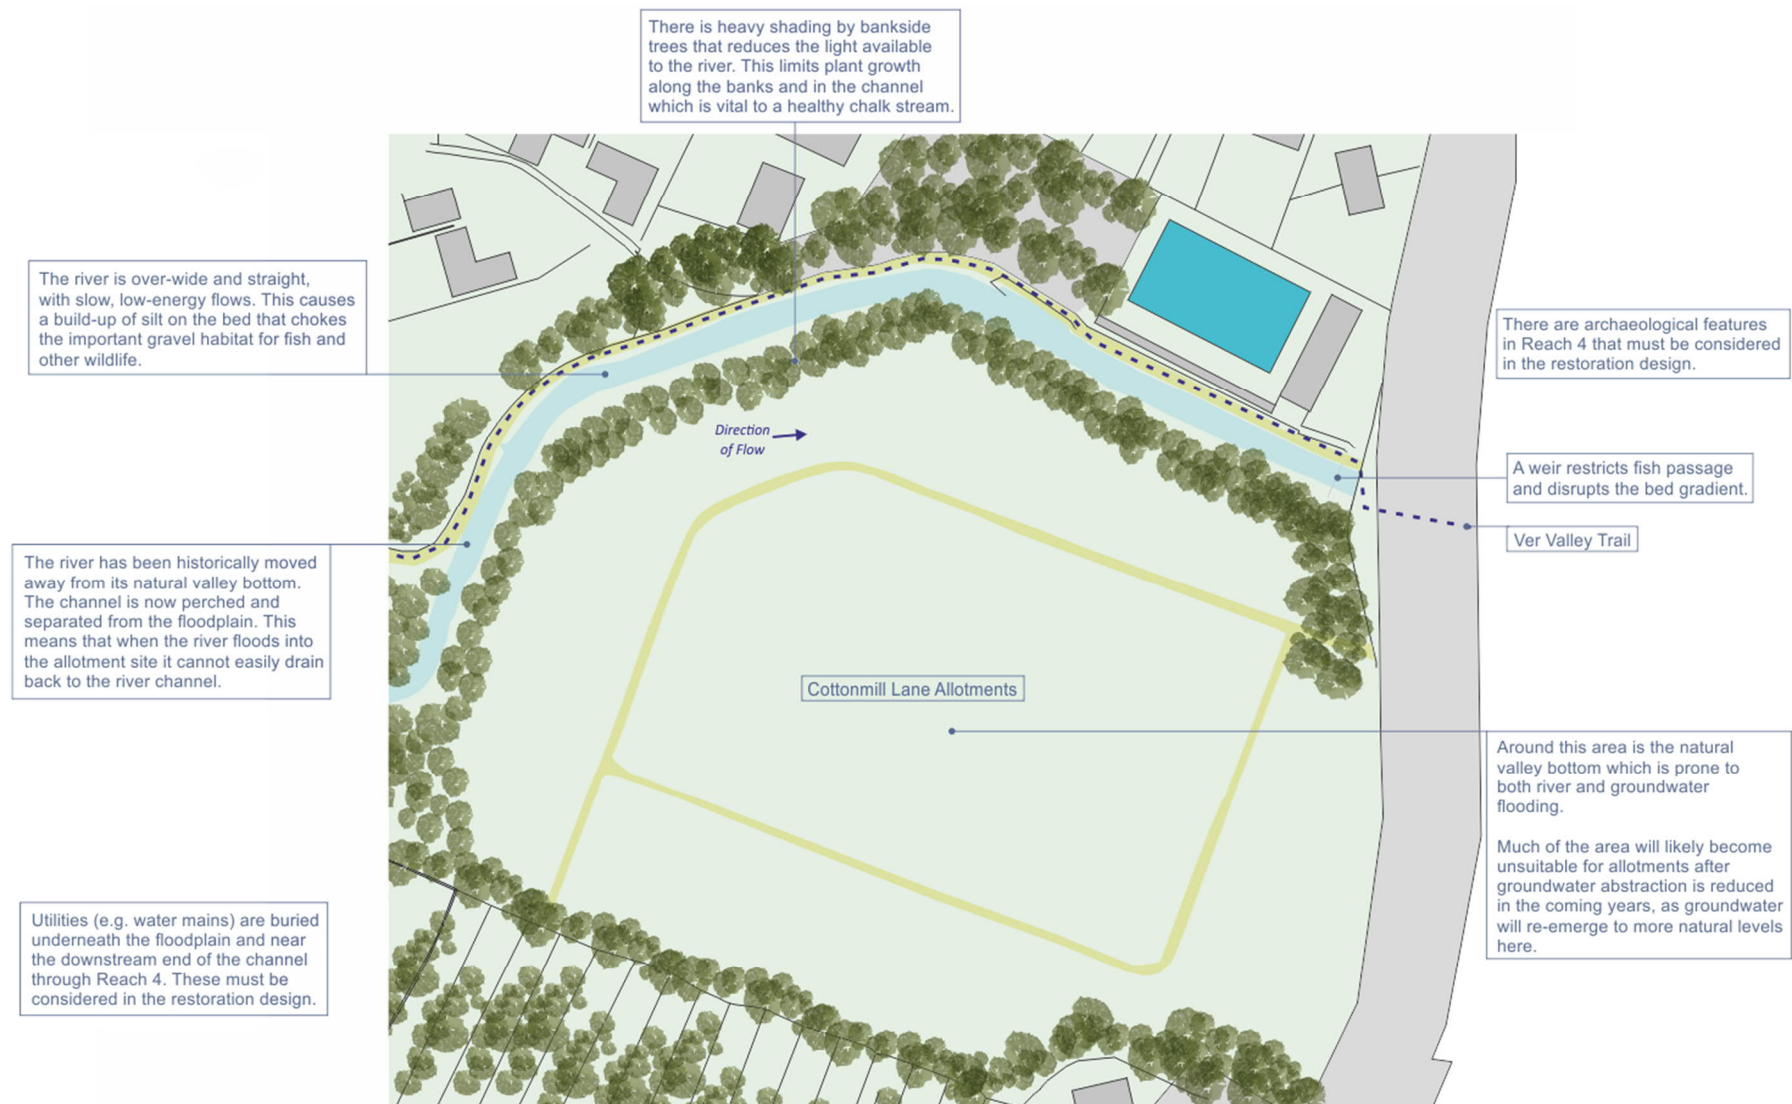 There is heavy shading by bankside
trees that reduces the light available
to the river. This limits plant growth
along the banks and in the channel
which is vital to a healthy chalk stream.
The river is over-wide and straight,
with slow, low-energy flows. This causes
a build-up of silt on the bed that chokes
the important gravel habitat for fish and
other wildlife.
There are archaeological features
in Reach 4 that must be considered
in the restoration design.
Direction
of Flow
A weir restricts fish passage
and disrupts the bed gradient.
Ver Valley Trail
The river has been historically moved
away from its natural valley bottom.
The channel is now perched and
separated from the floodplain. This
means that when the river floods into
the allotment site it cannot easily drain
back to the river channel.
Cottonmill Lane Allotments
Around this area is the natural
valley bottom which is prone to
both river and groundwater
flooding.
Much of the area will likely become
unsuitable for allotments after
groundwater abstraction is reduced
in the coming years, as groundwater
will re-emerge to more natural levels
here.
Utilities (e.g. water mains) are buried
underneath the floodplain and near
the downstream end of the channel
through Reach 4. These must be
considered in the restoration design.